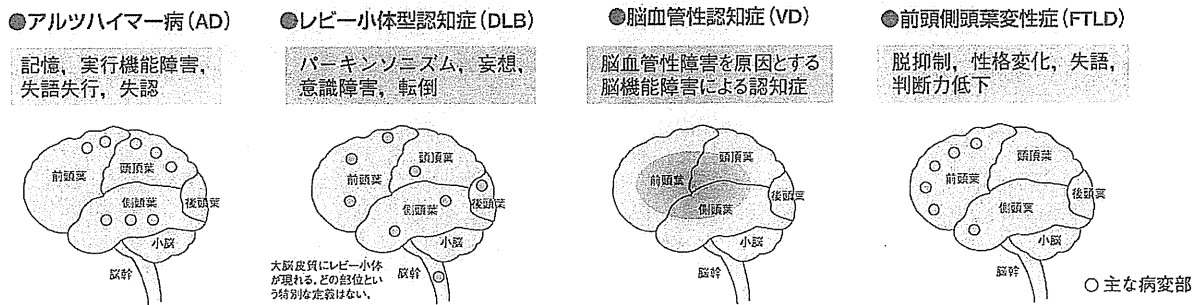 ●アルツハイマー病(AD)
記憶，実行機能障害，
失語失行，失認
前頭葉
頭頂葉
側頭葉
後頭葉
小脳
脳幹
●レビー小体型認知症(DLB)
パーキンソニズム，妄想，
意識障害，転倒
前頭葉
頭頂葉
側頭葉
後頭葉
小脳
脳幹
大脳皮質にレビー小体
が現れる。どの部位とい
う特別な定義はない。
●脳血管性認知症(VD)
脳血管性障害を原因とする
脳機能障害による認知症
前頭葉
頭頂葉
側頭葉
後頭葉
小脳
脳幹
●前頭側頭葉変性症(FTLD)
脱抑制，性格変化，失語，
判断力低下
前頭葉
頭頂葉
側頭葉
後頭葉
小脳
脳幹
○主な病変部